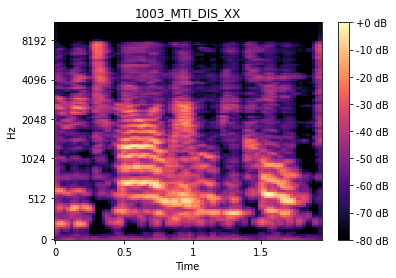 1003_MTI_DIS_XX
+0 dB
8192
-10 dB
4096
-20 dB
-30 dB
2048
Hz
-40 dB
1024
-50 dB
512
-60 dB
-70 dB
0
-80 dB
0
0.5
1
1.5
Time